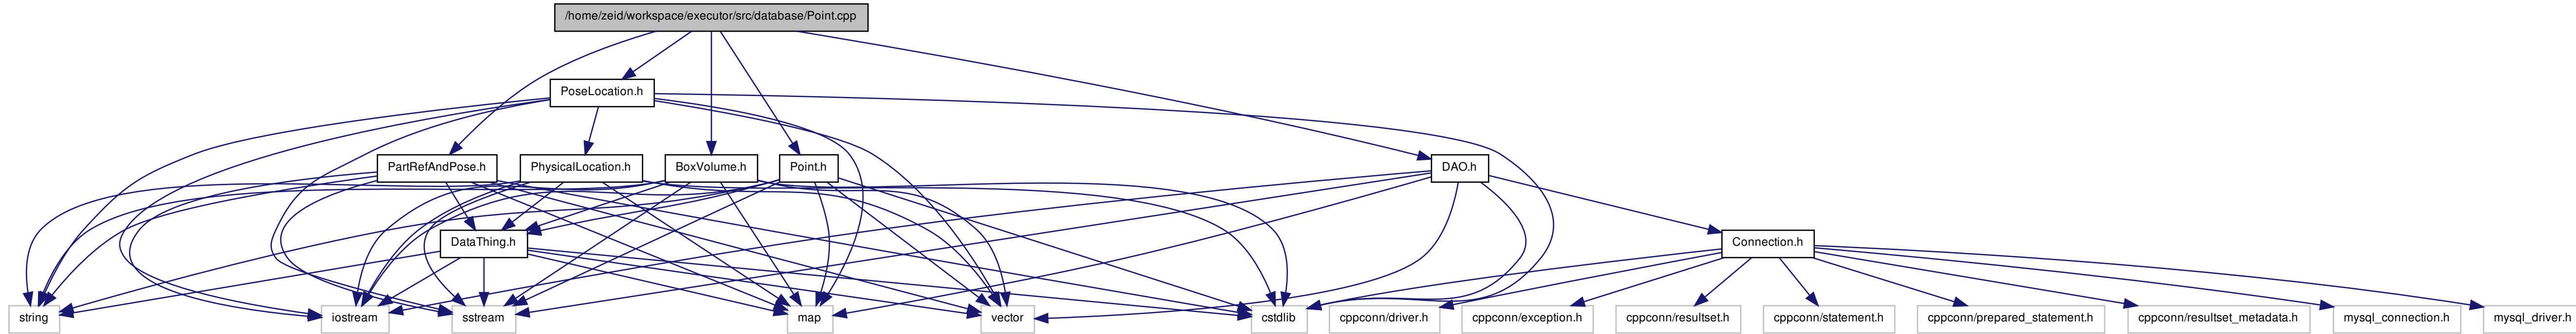 /home/zeid/workspace/executor/src/database/Point.cpp
PoseLocation.h
PartRefAndPose.h
PhysicalLocation.h
BoxVolume.h
Point.h
DAO.h
DataThing.h
Connection.h
string
iostream
sstream
map
vector
cstdlib
cppconn/driver.h
cppconn/exception.h
cppconn/resultset.h
cppconn/statement.h
cppconn/prepared_statement.h
cppconn/resultset_metadata.h
mysql_connection.h
mysql_driver.h